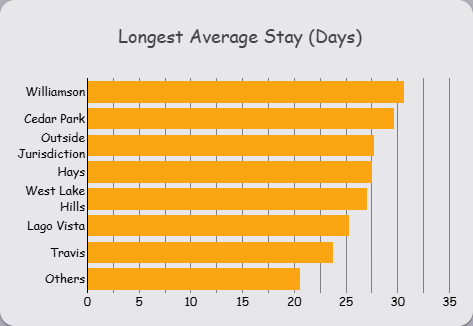 Longest Average Stay (Days)
Williamson
Cedar Park
Outside
Jurisdiction
Hays
West Lake
Hills
Lago Vista
Travis
Others
0 5 10 15 20 25 30 35